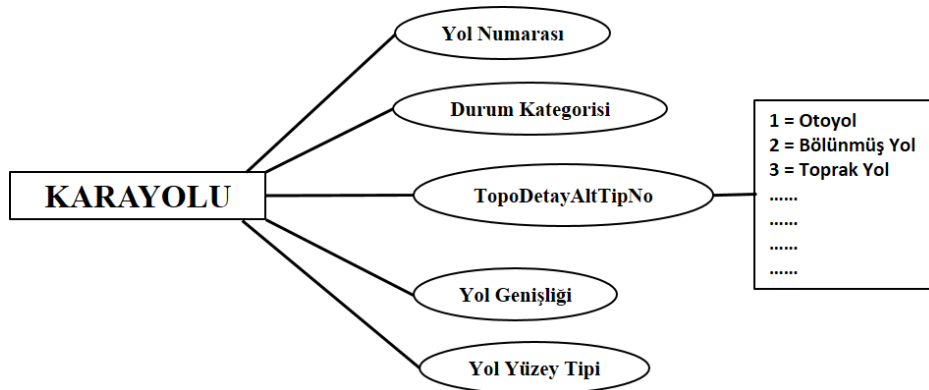 Yol Numarası
Durum Kategorisi
KARAYOLU
TopoDetayAltTipNo
1 = Otoyol
2 = Bölünmüş Yol
3 = Toprak Yol
......
......
......
......
Yol Genişliği
Yol Yüzey Tipi